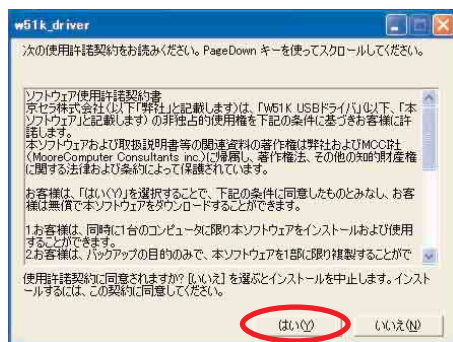 w51k_driver
次の使用許諾契約をお読みください。PageDown キーを使ってスクロールしてください。
ソフトウェア使用許諾契約書
京セラ株式会社(以下「弊社」と記載します)は、「W51K USBドライバ」(以下、「本
ソフトウェア」と記載します) の非独占的使用権を下記の条件に基づきお客様に許
諾します。
本ソフトウェアおよび取扱説明書等の関連資料の著作権は弊社およびMCCI社
(MooreComputer Consultants inc.)に帰属し、著作権法、その他の知的財産権
に関する法律および条約によって保護されています。
お客様は、「はい(Y)」を選択することで、下記の条件に同意したものとみなし、お客
様は無償で本ソフトウェアをダウンロードすることができます。
1.お客様は、同時に1台のコンピュータに限り本ソフトウェアをインストールおよび使用
することができます。
2.お客様は、バックアップの目的のみで、本ソフトウェアを1部に限り複製することがで
使用許諾契約に同意されますか? [いいえ] を選ぶとインストールを中止します。インスト
ールするには、この契約に同意してください。
はい(Y)
いいえ(N)